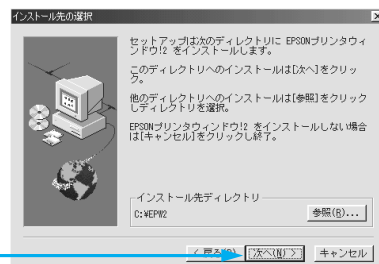 インストール先の選択
セットアップは次のディレクトリに EPSONプリンタウィ
ンドウ!2 をインストールします。
このディレクトリへのインストールは[次へ]をクリッ
ク。
他のディレクトリへのインストールは[参照]をクリック
しディレクトリを選択。
EPSONプリンタウィンドウ!2 をインストールしない場合
は[キャンセル]をクリックし終了。
インストール先ディレクトリ
C:¥EPW2
参照(R)...
< 戻る(B)
次へ(N) >
キャンセル